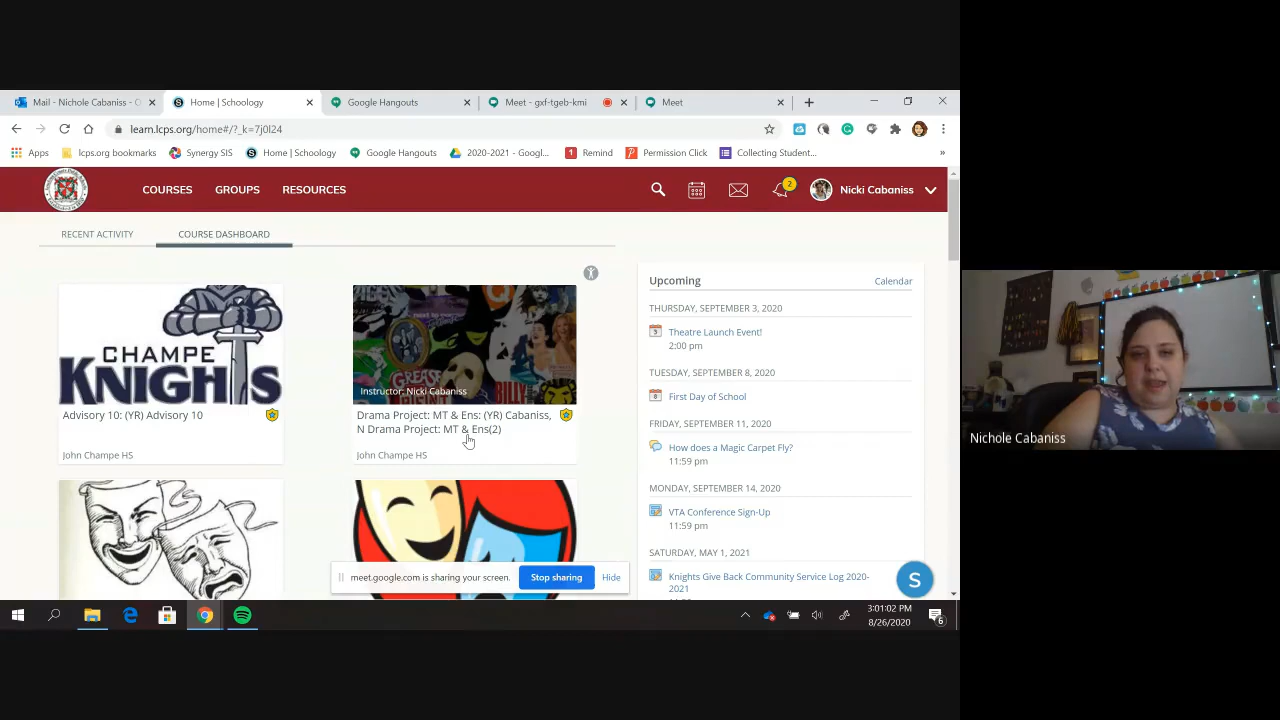 Mail - Nichole Cabaniss - O
Home | Schoology
Google Hangouts
Meet - gxf-tgeb-kmi
Meet
learn.lcps.org/home#/?_k=7j0l24
Apps
lcps.org bookmarks
Synergy SIS
Home | Schoology
Google Hangouts
2020-2021 - Googl...
Remind
Permission Click
Collecting Student...
COURSES
GROUPS
RESOURCES
2
Nicki Cabaniss
RECENT ACTIVITY
COURSE DASHBOARD
CHAMPE
KNIGHTS
Advisory 10: (YR) Advisory 10
John Champe HS
next to normal
GREASE
BILLY
Instructor: Nicki Cabaniss
Drama Project: MT & Ens: (YR) Cabaniss,
N Drama Project: MT & Ens(2)
John Champe HS
Upcoming
Calendar
THURSDAY, SEPTEMBER 3, 2020
Theatre Launch Event!
2:00 pm
TUESDAY, SEPTEMBER 8, 2020
First Day of School
FRIDAY, SEPTEMBER 11, 2020
How does a Magic Carpet Fly?
11:59 pm
MONDAY, SEPTEMBER 14, 2020
VTA Conference Sign-Up
11:59 pm
SATURDAY, MAY 1, 2021
Knights Give Back Community Service Log 2020-
2021
S
meet.google.com is sharing your screen.
Stop sharing
Hide
3:01:02 PM
8/26/2020
6
Nichole Cabaniss